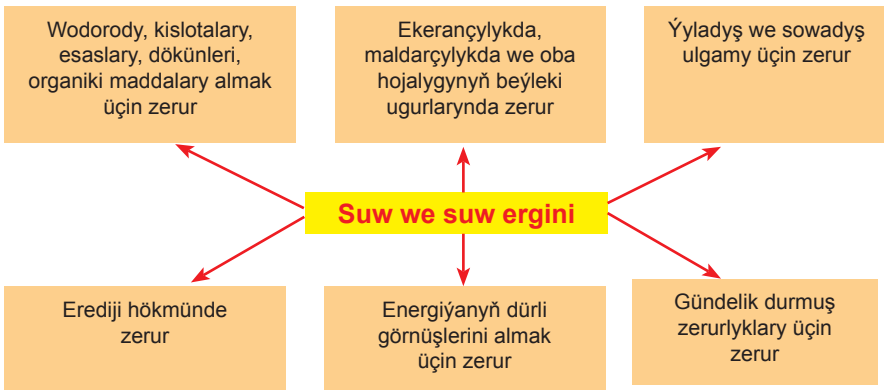 Wodorody, kislotalary,
esaslary, dökünleri,
organiki maddalary almak
üçin zerur
Ekerançylykda,
maldarçylykda we oba
hojalygynyň beýleki
ugurlarynda zerur
Ýyladyş we sowadyş
ulgamy üçin zerur
Suw we suw ergini
Erediji hökmünde
zerur
Energiýanyň dürli
görnüşlerini almak
üçin zerur
Gündelik durmuş
zerurlyklary üçin
zerur